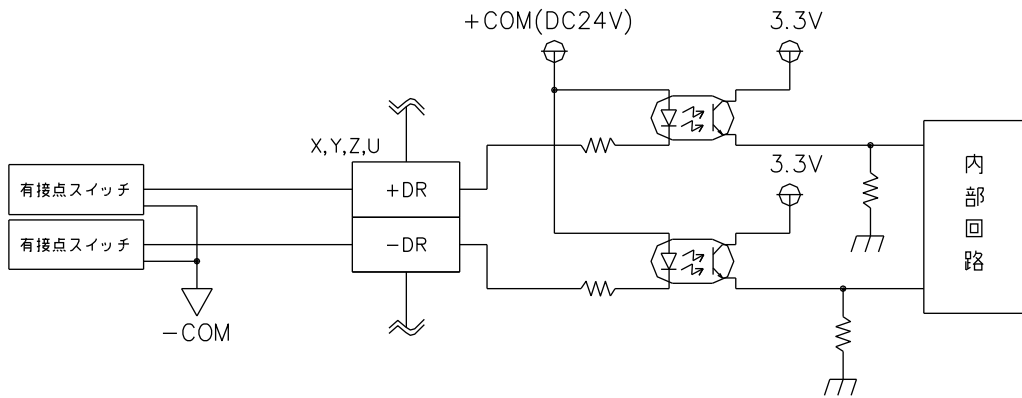 +COM(DC24V)
3.3V
X,Y,Z,U
有接点スイッチ
+DR
有接点スイッチ
-DR
3.3V
-COM
内部回路